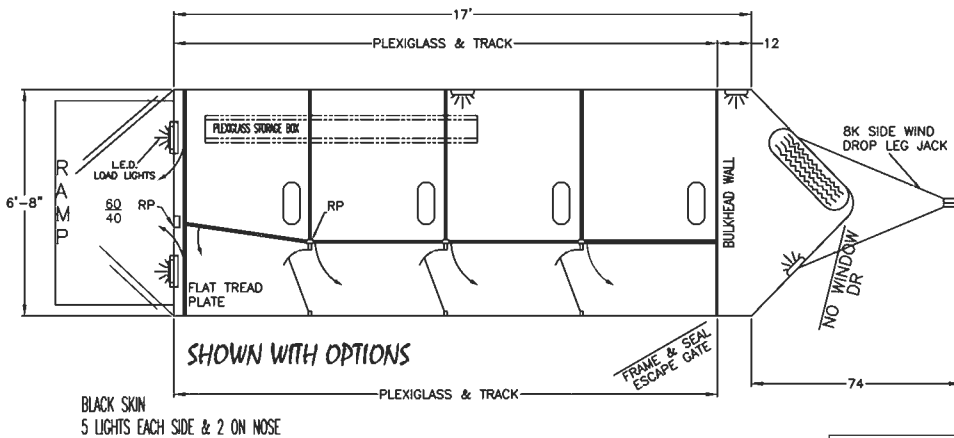 17'
PLEXIGLASS & TRACK
12
PLEXIGLASS STORAGE BOX
8K SIDE WIND
DROP LEG JACK
L.E.D.
LOAD LIGHTS
RAMP
6'-8"
60
40
RP
RP
BULKHEAD WALL
FLAT TREAD
PLATE
NO WINDOW
DR
SHOWN WITH OPTIONS
FRAME & SEAL
ESCAPE GATE
74
PLEXIGLASS & TRACK
BLACK SKIN
5 LIGHTS EACH SIDE & 2 ON NOSE